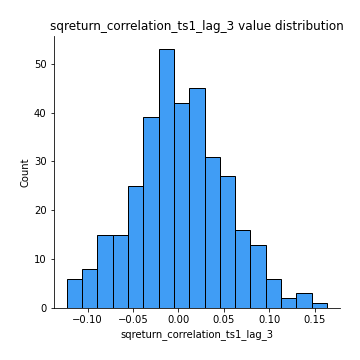 sqreturn_correlation_ts1_lag_3 value distribution
50
40
30
20
10
0
Count
−0.10 −0.05 0.00 0.05 0.10 0.15
sqreturn_correlation_ts1_lag_3